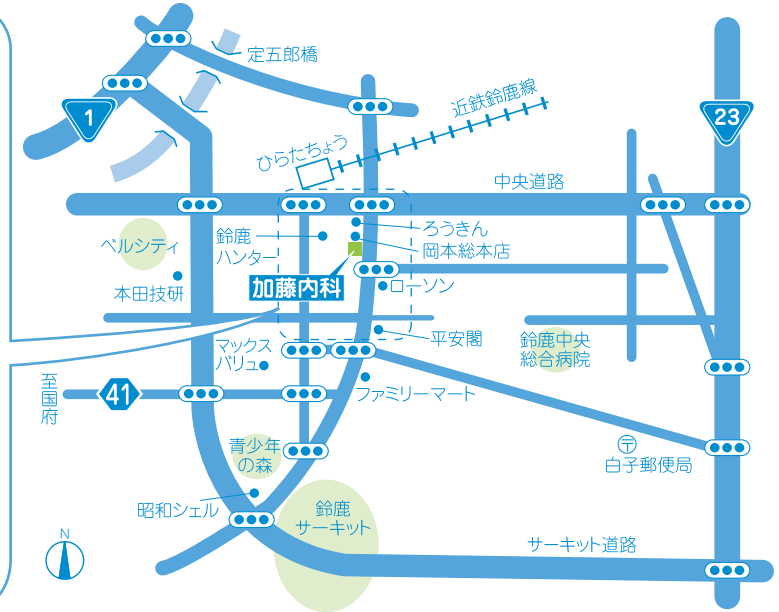 定五郎橋
1
近鉄鈴鹿線
23
ひらたちょう
中央道路
ベルシティ
鈴鹿
ハンター
ろうきん
岡本総本店
加藤内科
ローソン
本田技研
マックス
バリュ
平安閣
鈴鹿中央
総合病院
至国府
41
ファミリーマート
青少年
の森
白子郵便局
昭和シェル
鈴鹿
サーキット
サーキット道路
N